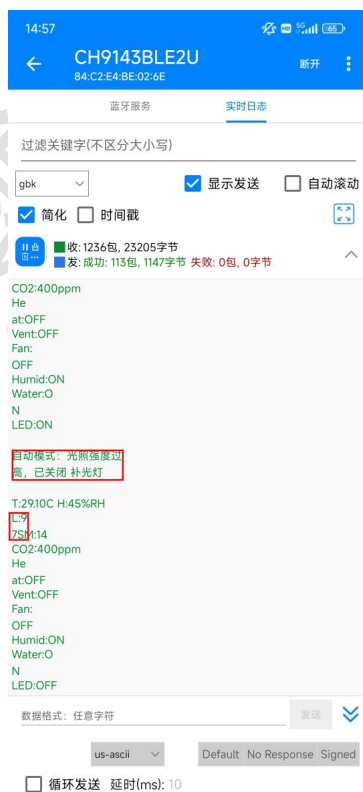 14:57
5G
65
CH9143BLE2U
84:C2:E4:BE:02:6E
断开
蓝牙服务
实时日志
过滤关键字(不区分大小写)
gbk
显示发送
自动滚动
简化
时间戳
收: 1236包, 23205字节
发: 成功: 113包, 1147字节 失败: 0包, 0字节
CO2:400ppm
He
at:OFF
Vent:OFF
Fan:
OFF
Humid:ON
Water:O
N
LED:ON
自动模式：光照强度过
高，已关闭 补光灯
T:29.10C H:45%RH
L:9
7SM:14
CO2:400ppm
He
at:OFF
Vent:OFF
Fan:
OFF
Humid:ON
Water:O
N
LED:OFF
数据格式：任意字符
发送
us-ascii
Default
No Response
Signed
循环发送
延时(ms): 10